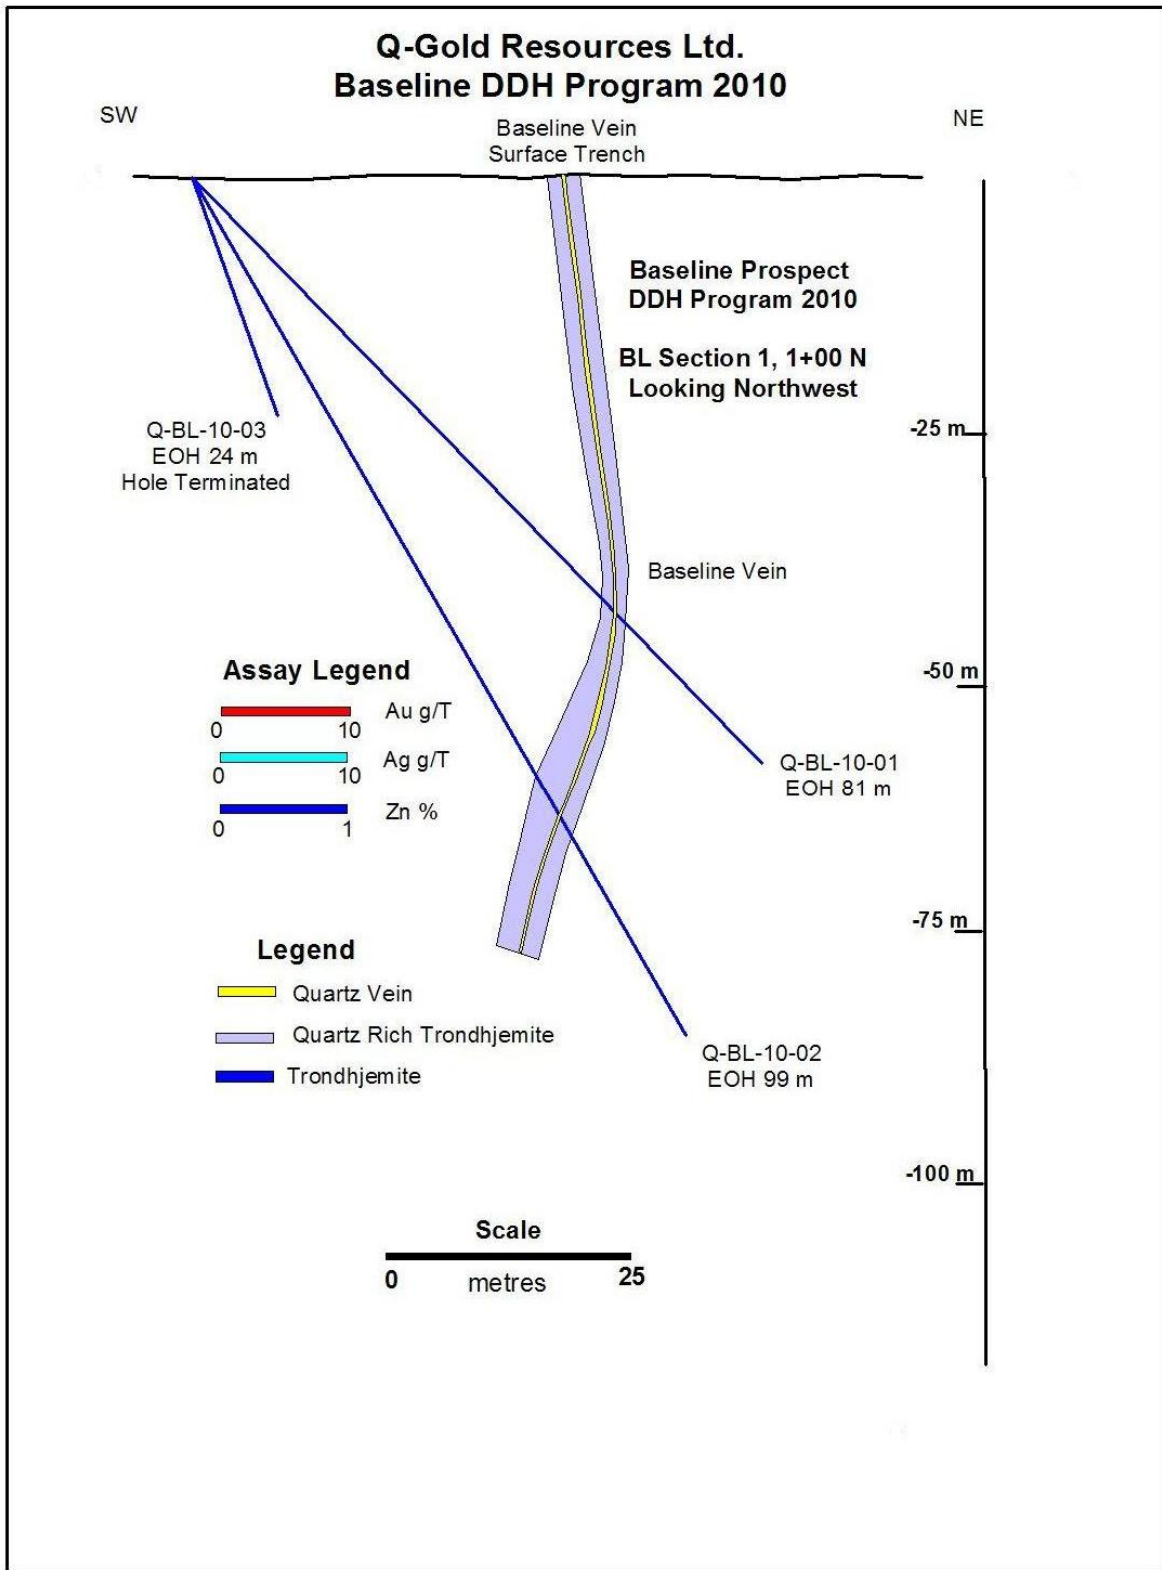 Q-Gold Resources Ltd.
Baseline DDH Program 2010
SW
NE
Baseline Vein
Surface Trench
Baseline Prospect
DDH Program 2010
BL Section 1, 1+00 N
Looking Northwest
Q-BL-10-03
EOH 24 m
Hole Terminated
-25 m
Baseline Vein
Assay Legend
-50 m
Au g/T
0 10
Ag g/T
0 10
Zn %
0 1
Q-BL-10-01
EOH 81 m
-75 m
Legend
Quartz Vein
Quartz Rich Trondhjemite
Trondhjemite
Q-BL-10-02
EOH 99 m
-100 m
Scale
0 metres 25